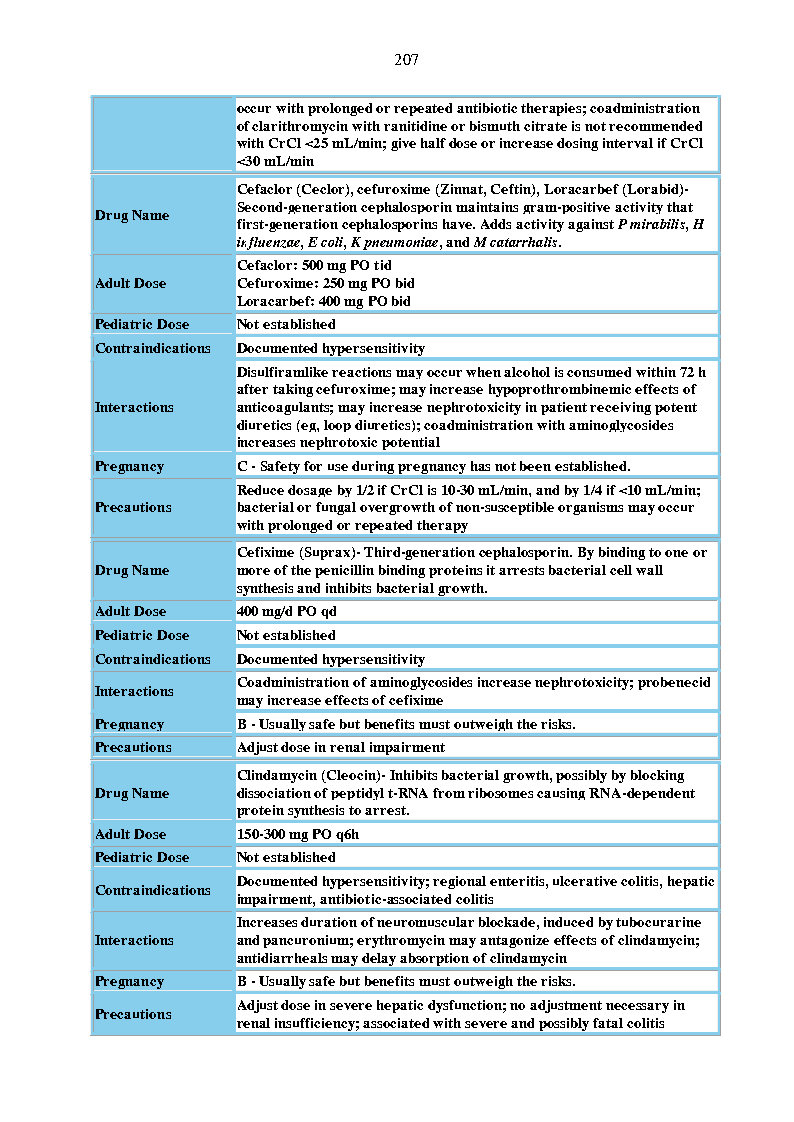 207
occur with prolonged or repeated antibiotic therapies; coadministration
of clarithromycin with ranitidine or bismuth citrate is not recommended
with CrCl <25 mL/min; give half dose or increase dosing interval if CrCl
<30 mL/min
Drug Name
Cefaclor (Ceclor), cefuroxime (Zinnat, Ceftin), Loracarbef (Lorabid)-
Second-generation cephalosporin maintains gram-positive activity that
first-generation cephalosporins have. Adds activity against P mirabilis, H
influenzae, E coli, K pneumoniae, and M catarrhalis.
Adult Dose
Cefaclor: 500 mg PO tid
Cefuroxime: 250 mg PO bid
Loracarbef: 400 mg PO bid
Pediatric Dose
Not established
Contraindications
Documented hypersensitivity
Interactions
Disulfiramlike reactions may occur when alcohol is consumed within 72 h
after taking cefuroxime; may increase hypoprothrombinemic effects of
anticoagulants; may increase nephrotoxicity in patient receiving potent
diuretics (eg, loop diuretics); coadministration with aminoglycosides
increases nephrotoxic potential
Pregnancy
C - Safety for use during pregnancy has not been established.
Precautions
Reduce dosage by 1/2 if CrCl is 10-30 mL/min, and by 1/4 if <10 mL/min;
bacterial or fungal overgrowth of non-susceptible organisms may occur
with prolonged or repeated therapy
Drug Name
Cefixime (Suprax)- Third-generation cephalosporin. By binding to one or
more of the penicillin binding proteins it arrests bacterial cell wall
synthesis and inhibits bacterial growth.
Adult Dose
400 mg/d PO qd
Pediatric Dose
Not established
Contraindications
Documented hypersensitivity
Interactions
Coadministration of aminoglycosides increase nephrotoxicity; probenecid
may increase effects of cefixime
Pregnancy
B - Usually safe but benefits must outweigh the risks.
Precautions
Adjust dose in renal impairment
Drug Name
Clindamycin (Cleocin)- Inhibits bacterial growth, possibly by blocking
dissociation of peptidyl t-RNA from ribosomes causing RNA-dependent
protein synthesis to arrest.
Adult Dose
150-300 mg PO q6h
Pediatric Dose
Not established
Contraindications
Documented hypersensitivity; regional enteritis, ulcerative colitis, hepatic
impairment, antibiotic-associated colitis
Interactions
Increases duration of neuromuscular blockade, induced by tubocurarine
and pancuronium; erythromycin may antagonize effects of clindamycin;
antidiarrheals may delay absorption of clindamycin
Pregnancy
B - Usually safe but benefits must outweigh the risks.
Precautions
Adjust dose in severe hepatic dysfunction; no adjustment necessary in
renal insufficiency; associated with severe and possibly fatal colitis